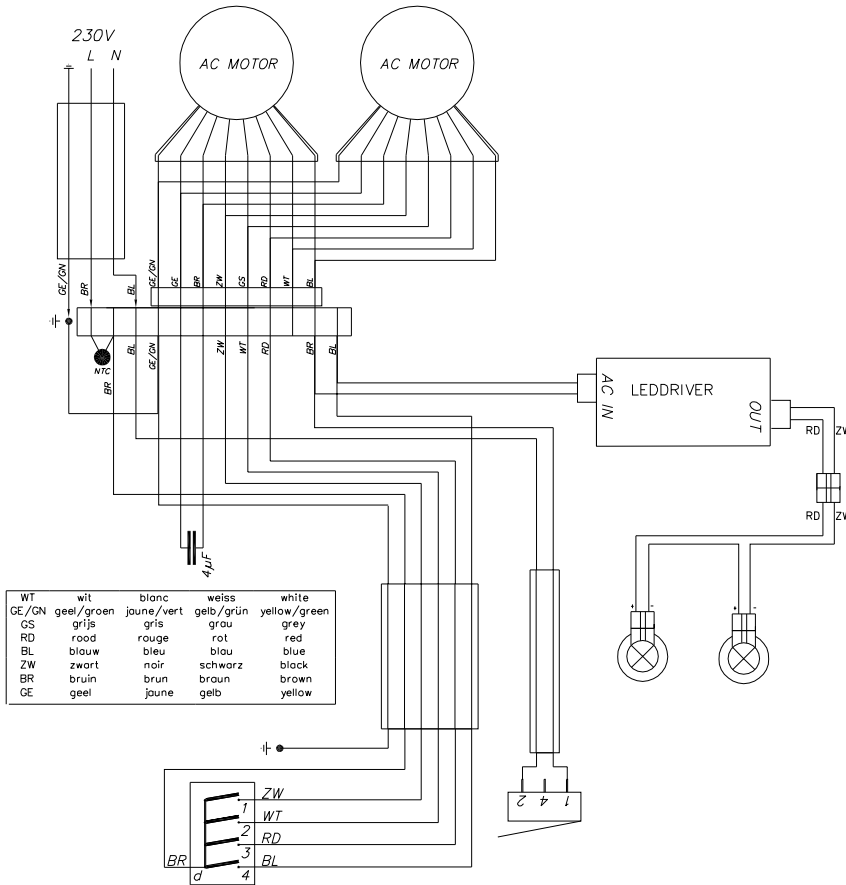 230V
L N
AC MOTOR
AC MOTOR
GE/GN
BR
BL
GE/GN
GE
BR
ZW
GS
RD
WT
BL
NTC
BR
BL
GE/GN
ZW
WT
RD
BR
BL
AC IN
LEDDRIVER
OUT
RD ZW
RD ZW
4µF
+ -
+ -
WT wit blanc weiss white
GE/GN geel/groen jaune/vert gelb/grün yellow/green
GS grijs gris grau grey
RD rood rouge rot red
BL blauw bleu blau blue
ZW zwart noir schwarz black
BR bruin brun braun brown
GE geel jaune gelb yellow
2 4 1
ZW
1
WT
2
RD
3
BR
BL
d 4